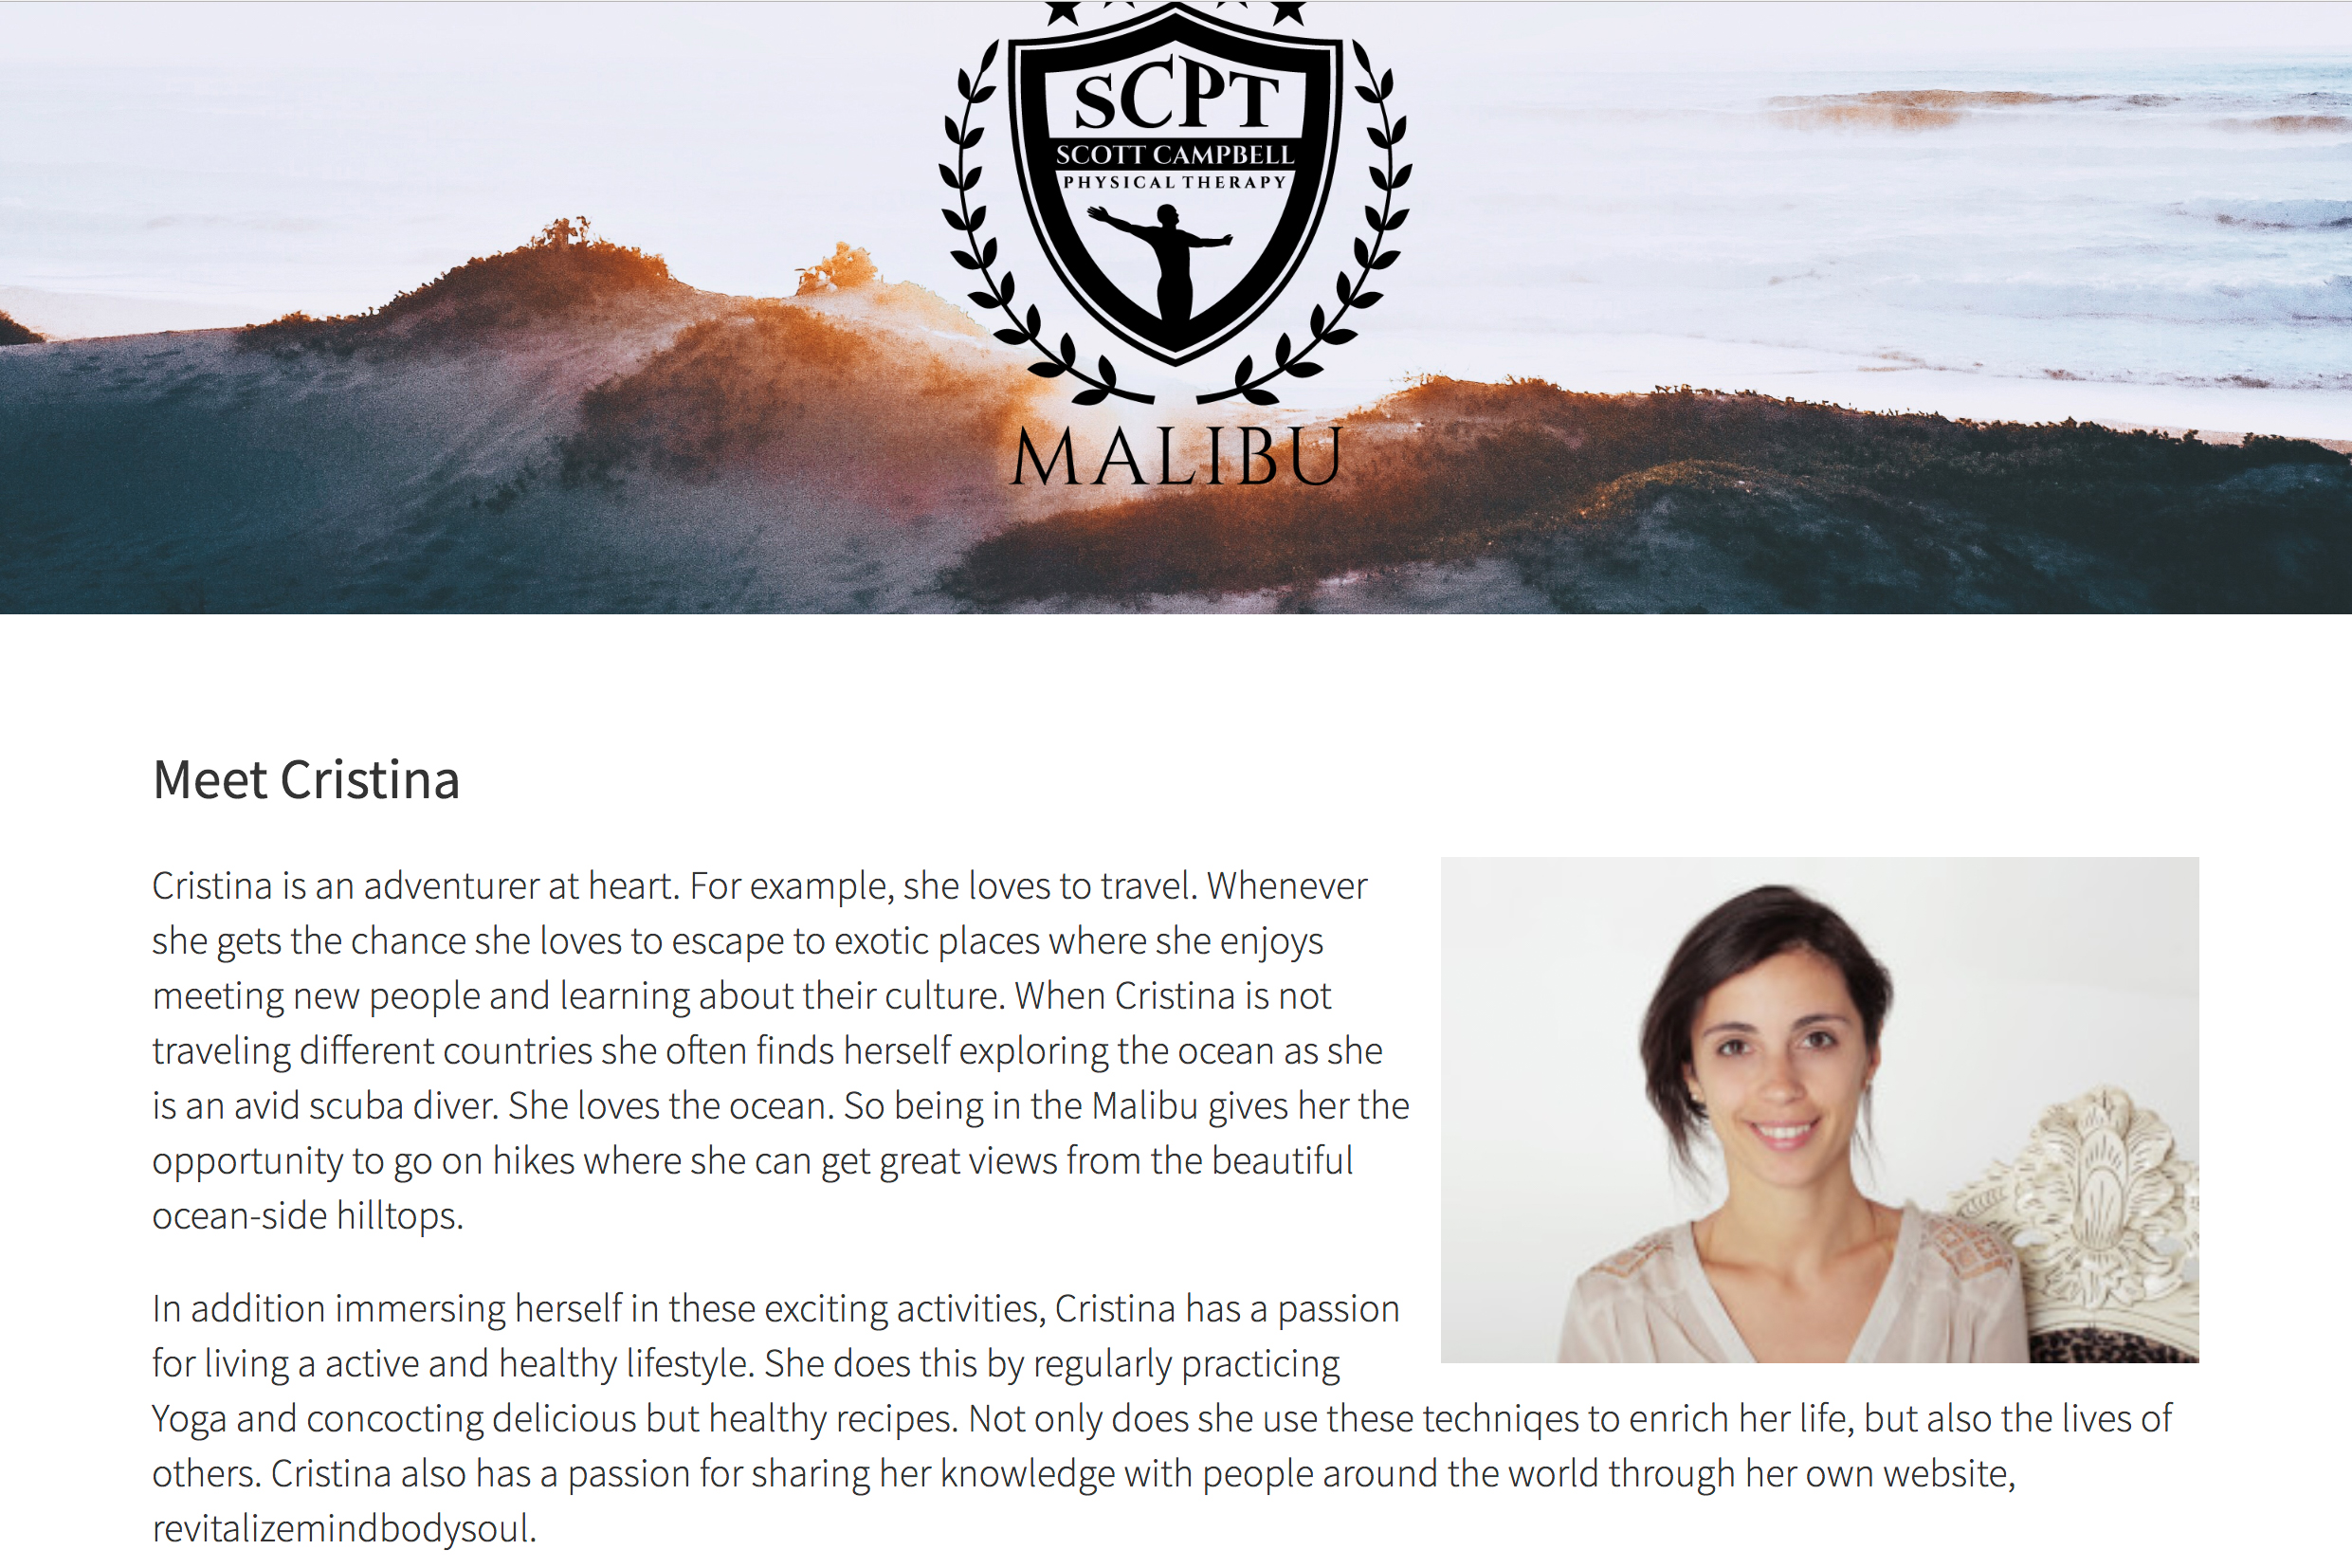 SCPT
SCOTT CAMPBELL
PHYSICAL THERAPY
MALIBU
Meet Cristina
Cristina is an adventurer at heart. For example, she loves to travel. Whenever
she gets the chance she loves to escape to exotic places where she enjoys
meeting new people and learning about their culture. When Cristina is not
traveling different countries she often finds herself exploring the ocean as she
is an avid scuba diver. She loves the ocean. So being in the Malibu gives her the
opportunity to go on hikes where she can get great views from the beautiful
ocean-side hilltops.
In addition immersing herself in these exciting activities, Cristina has a passion
for living a active and healthy lifestyle. She does this by regularly practicing
Yoga and concocting delicious but healthy recipes. Not only does she use these techniqes to enrich her life, but also the lives of
others. Cristina also has a passion for sharing her knowledge with people around the world through her own website,
revitalizemindbodysoul.